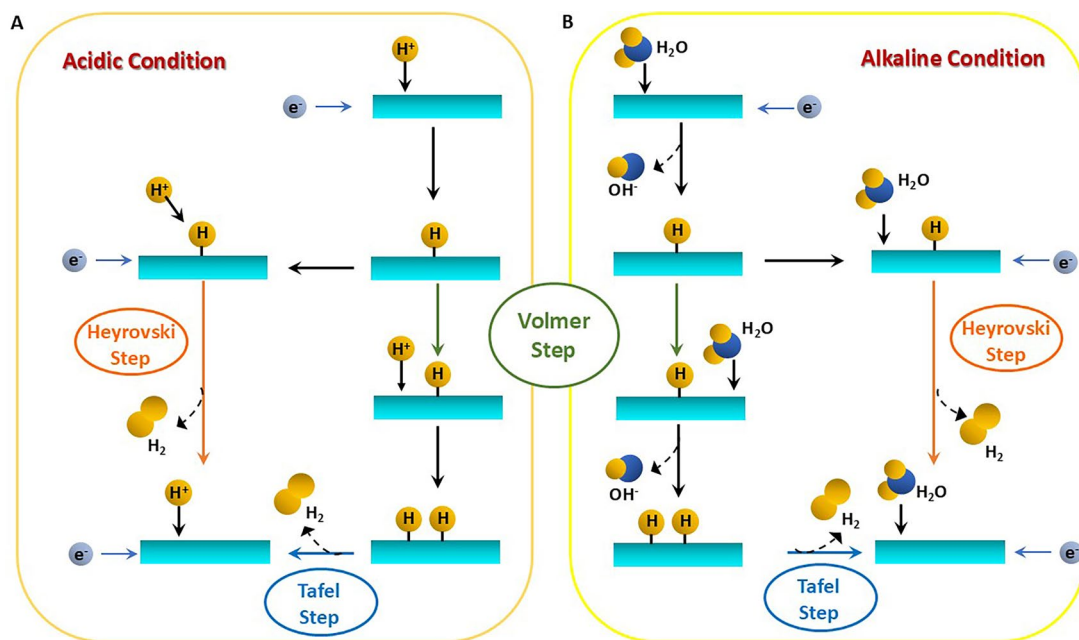 A
Acidic Condition
H⁺
e⁻
H⁺
H
e⁻
H
Heyrovski
Step
H⁺
H
H₂
H⁺
e⁻
H₂
H H
Tafel
Step
Volmer
Step
B
Alkaline Condition
H₂O
e⁻
OH⁻
H
H₂O
H
e⁻
Heyrovski
Step
H₂O
H
H₂
OH⁻
H H
H₂
H₂O
e⁻
Tafel
Step